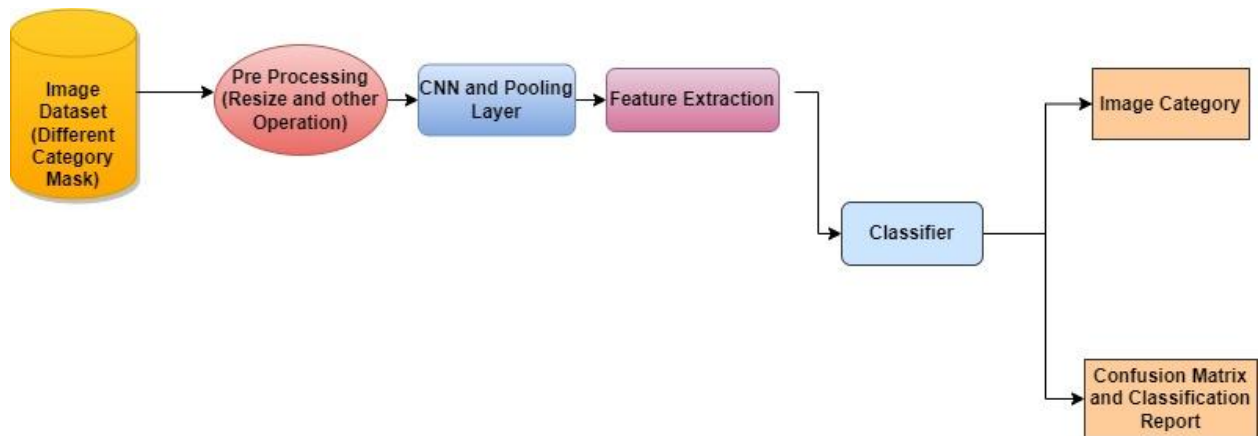 Image
Dataset
(Different
Category
Mask)
Pre Processing
(Resize and other
Operation)
CNN and Pooling
Layer
Feature Extraction
Classifier
Image Category
Confusion Matrix
and Classification
Report